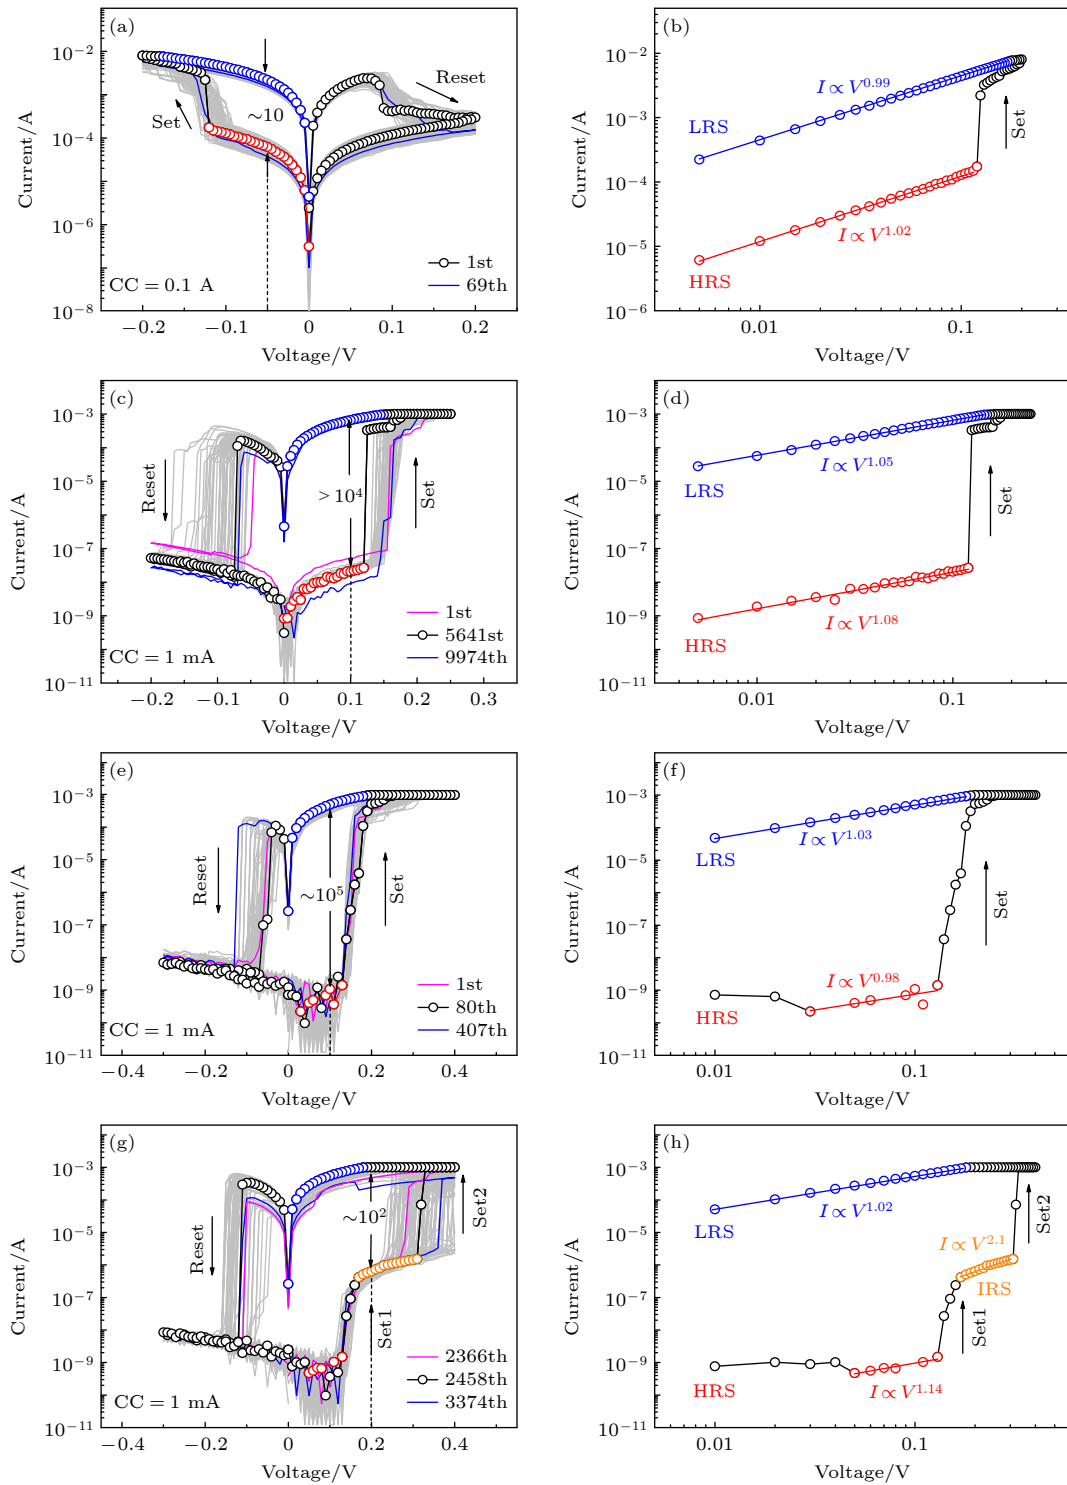 (a)
Current/A
10⁻²
10⁻⁴
10⁻⁶
10⁻⁸
Set
∼10
Reset
CC = 0.1 A
1st
69th
−0.2
−0.1
0
0.1
0.2
Voltage/V
(b)
Current/A
10⁻²
10⁻³
10⁻⁴
10⁻⁵
10⁻⁶
I ∝ V^0.99
LRS
Set
I ∝ V^1.02
HRS
0.01
0.1
Voltage/V
(c)
Current/A
10⁻³
10⁻⁵
10⁻⁷
10⁻⁹
10⁻¹¹
Reset
>10⁴
Set
CC = 1 mA
1st
5641st
9974th
−0.2
−0.1
0
0.1
0.2
0.3
Voltage/V
(d)
Current/A
10⁻³
10⁻⁵
10⁻⁷
10⁻⁹
10⁻¹¹
LRS
I ∝ V^1.05
Set
I ∝ V^1.08
HRS
0.01
0.1
Voltage/V
(e)
Current/A
10⁻³
10⁻⁵
10⁻⁷
10⁻⁹
10⁻¹¹
Reset
∼10⁵
Set
CC = 1 mA
1st
80th
407th
−0.4
−0.2
0
0.2
0.4
Voltage/V
(f)
Current/A
10⁻³
10⁻⁵
10⁻⁷
10⁻⁹
10⁻¹¹
LRS
I ∝ V^1.03
Set
I ∝ V^0.98
HRS
0.01
0.1
Voltage/V
(g)
Current/A
10⁻³
10⁻⁵
10⁻⁷
10⁻⁹
10⁻¹¹
Reset
∼10²
Set2
Set1
CC = 1 mA
2366th
2458th
3374th
−0.4
−0.2
0
0.2
0.4
Voltage/V
(h)
Current/A
10⁻³
10⁻⁵
10⁻⁷
10⁻⁹
10⁻¹¹
LRS
I ∝ V^1.02
Set2
I ∝ V^2.1
IRS
Set1
HRS
I ∝ V^1.14
0.01
0.1
Voltage/V